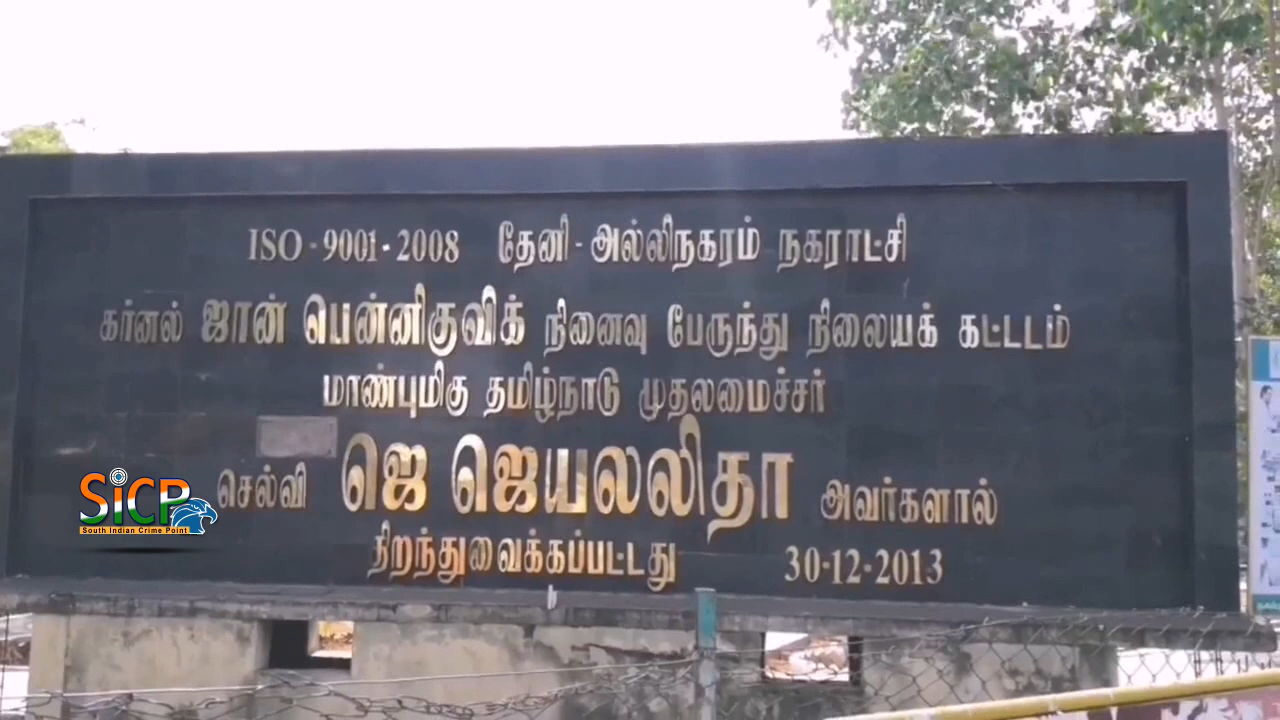 ISO - 9001 - 2008 தேனி - அல்லிநகரம் நகராட்சி
கர்னல் ஜான் பென்னிகுவிக் நினைவு பேருந்து நிலையக் கட்டடம்
மாண்புமிகு தமிழ்நாடு முதலமைச்சர்
செல்வி ஜெ ஜெயலலிதா அவர்களால்
திறந்துவைக்கப்பட்டது 30-12-2013
SiCP
South Indian Crime Point